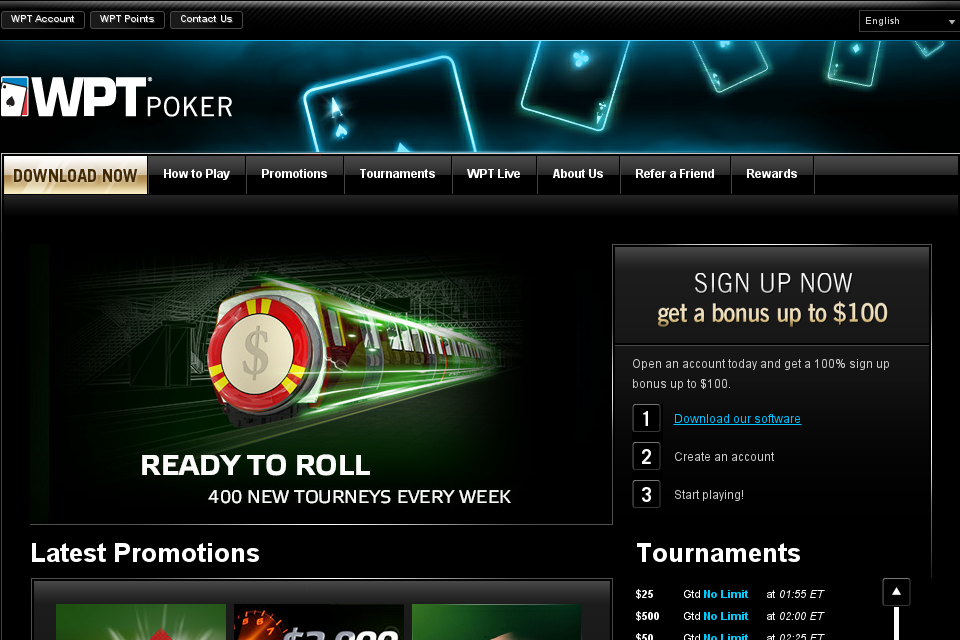 WPT Account
WPT Points
Contact Us
English
WPT POKER
DOWNLOAD NOW
How to Play
Promotions
Tournaments
WPT Live
About Us
Refer a Friend
Rewards
$
READY TO ROLL
400 NEW TOURNEYS EVERY WEEK
SIGN UP NOW
get a bonus up to $100
Open an account today and get a 100% sign up
bonus up to $100.
1 Download our software
2 Create an account
3 Start playing!
Latest Promotions
Tournaments
$25 Gtd No Limit at 01:55 ET
$500 Gtd No Limit at 02:00 ET
$50 Gtd No Limit at 02:25 ET